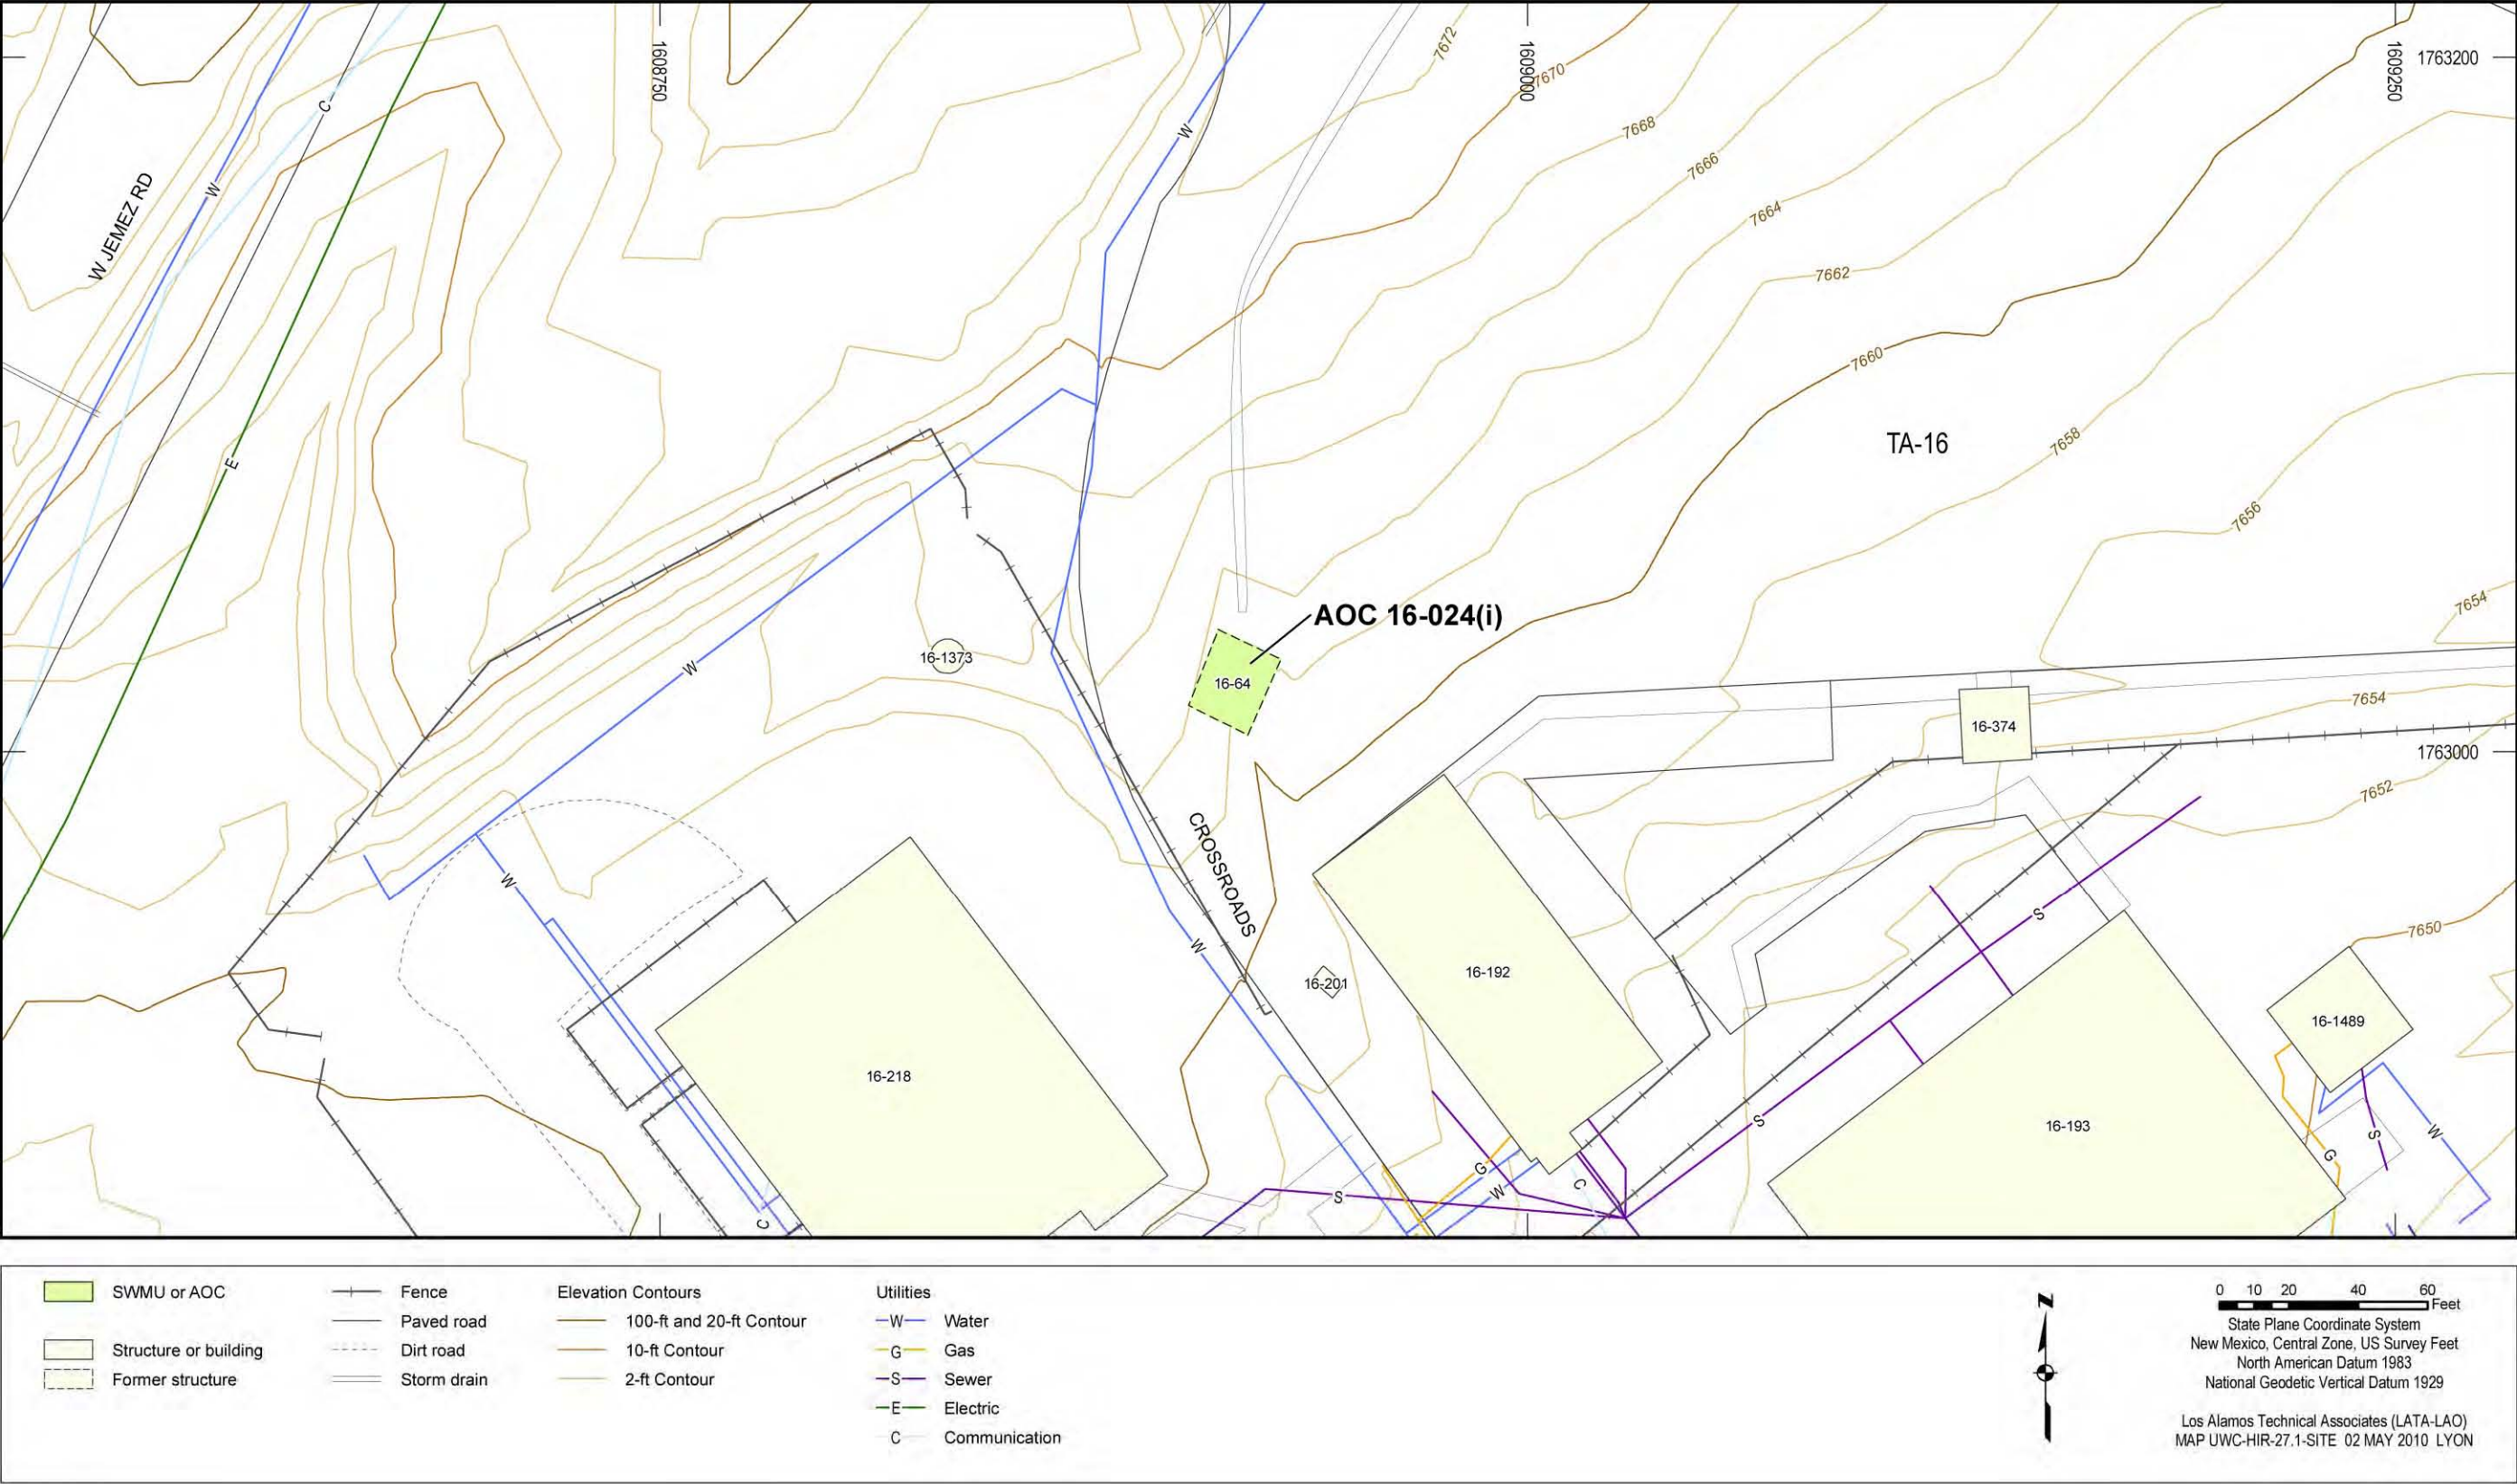 1608750
1609000
1609250
1763200
7672
7670
7668
7666
7664
7662
7660
7658
7656
7654
W JEMEZ RD
W
C
W
E
W
TA-16
AOC 16-024(i)
16-1373
16-64
16-374
7654
1763000
7652
7650
CROSSROADS
W
W
S
16-201
16-192
16-218
16-1489
16-193
S
S
W
G
G
W
C
S
C
SWMU or AOC
Structure or building
Former structure
Fence
Paved road
Dirt road
Storm drain
Elevation Contours
100-ft and 20-ft Contour
10-ft Contour
2-ft Contour
Utilities
W Water
G Gas
S Sewer
E Electric
C Communication
N
0 10 20 40 60
Feet
State Plane Coordinate System
New Mexico, Central Zone, US Survey Feet
North American Datum 1983
National Geodetic Vertical Datum 1929
Los Alamos Technical Associates (LATA-LAO)
MAP UWC-HIR-27.1-SITE 02 MAY 2010 LYON